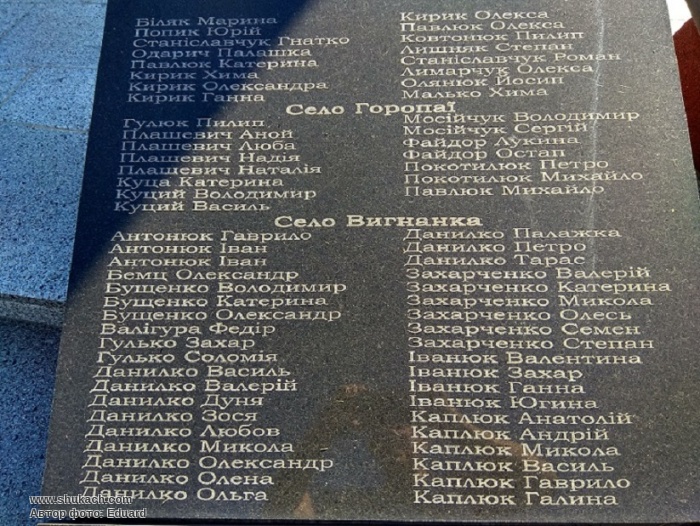 Біляк Марина
Попик Юрій
Станіславчук Гнатко
Одарич Палашка
Павлюк Катерина
Кирик Хима
Кирик Олександра
Кирик Ганна
Кирик Олекса
Павлюк Олекса
Ковтонюк Пилип
Лишняк Степан
Станіславчук Роман
Лимарчук Олекса
Олянюк Йосип
Малько Хима
Село Горопаї
Гулюк Пилип
Плашевич Аной
Плашевич Люба
Плашевич Надія
Плашевич Наталія
Куца Катерина
Куций Володимир
Куций Василь
Мосійчук Володимир
Мосійчук Сергій
Файдор Лукина
Файдор Остап
Покотилюк Петро
Покотилюк Михайло
Павлюк Михайло
Село Вигнанка
Антонюк Гаврило
Антонюк Іван
Антонюк Іван
Бемц Олександр
Бущенко Володимир
Бущенко Катерина
Бущенко Олександр
Валігура Федір
Гулько Захар
Гулько Соломія
Данилко Василь
Данилко Валерій
Данилко Дуня
Данилко Зося
Данилко Любов
Данилко Микола
Данилко Олександр
Данилко Олена
Данилко Ольга
Данилко Палажка
Данилко Петро
Данилко Тарас
Захарченко Валерій
Захарченко Катерина
Захарченко Микола
Захарченко Олесь
Захарченко Семен
Захарченко Степан
Іванюк Валентина
Іванюк Захар
Іванюк Ганна
Іванюк Югина
Каплюк Анатолій
Каплюк Андрій
Каплюк Микола
Каплюк Василь
Каплюк Гаврило
Каплюк Галина
www.shukach.com
Автор фото: Eduard